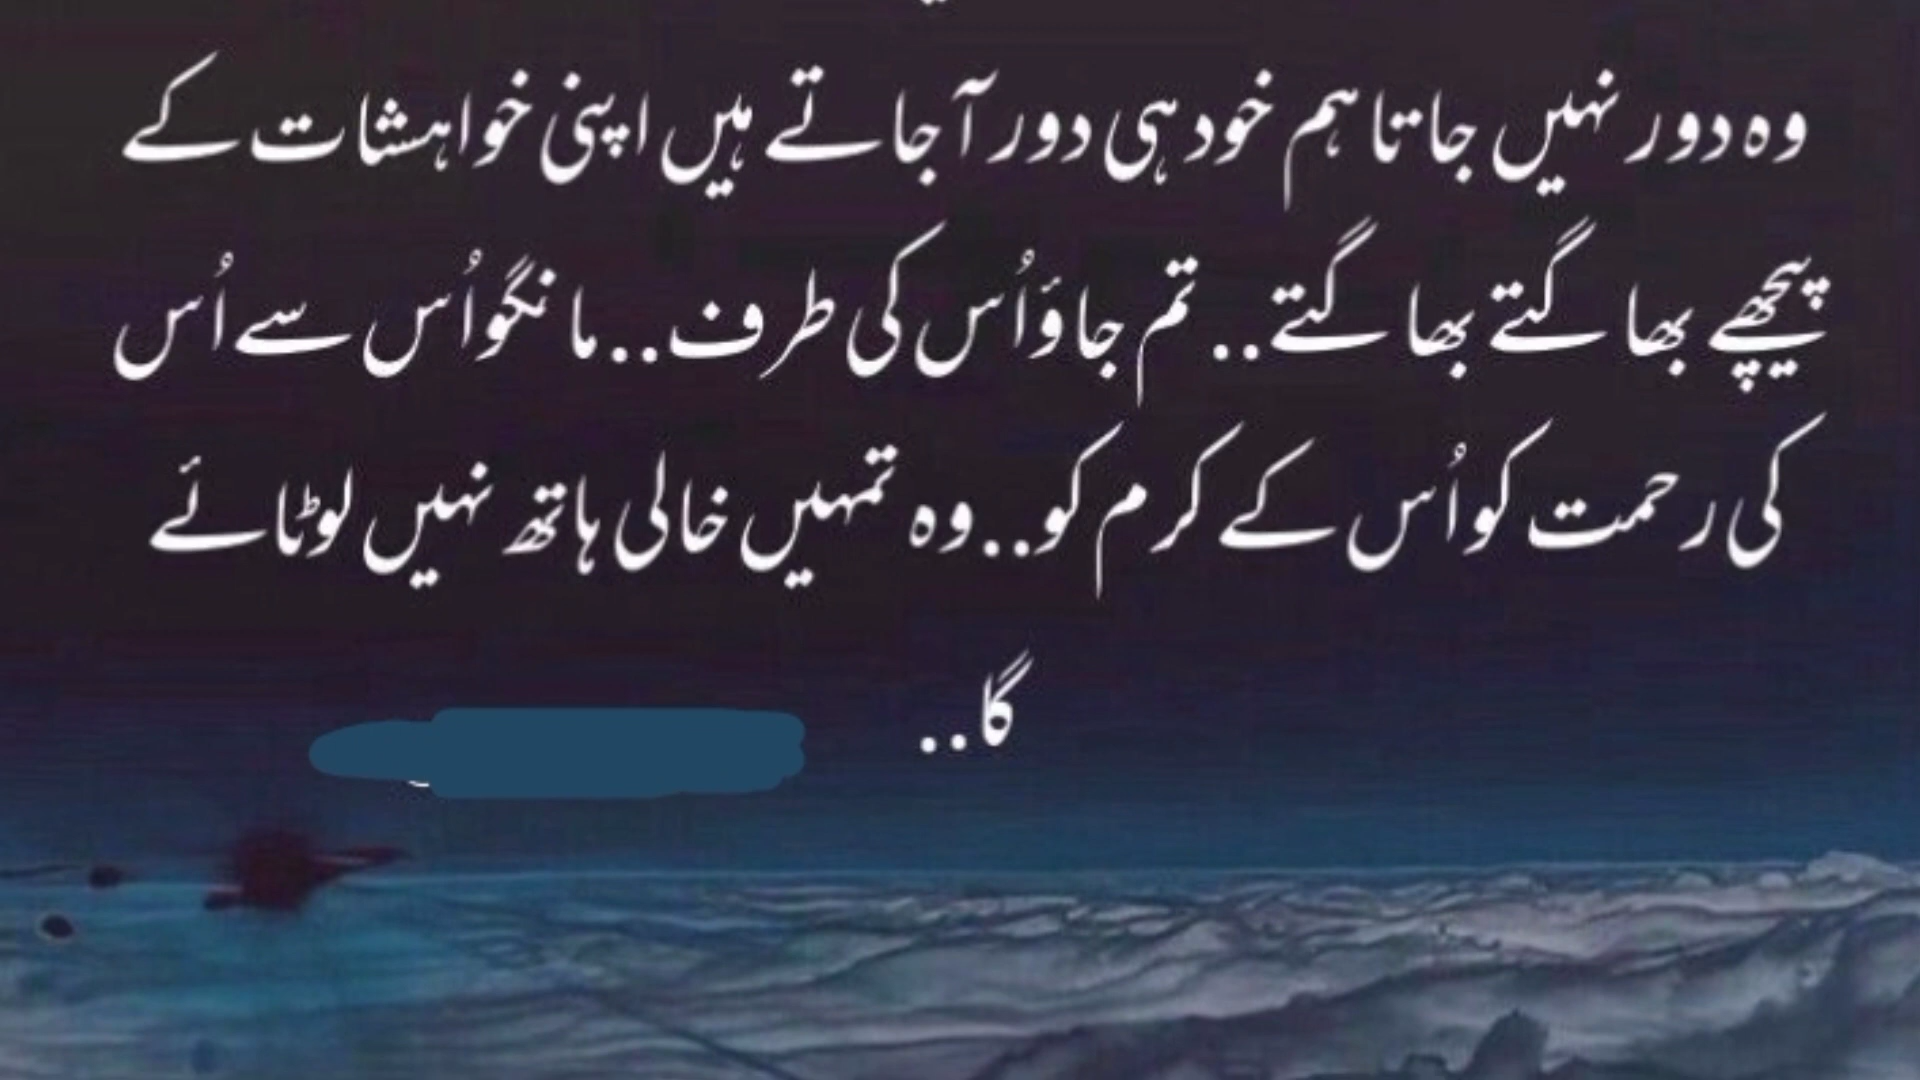 وہ دور نہیں جاتا ہم خود ہی دور آ جاتے ہیں اپنی خواہشات کے
پیچھے بھاگتے بھاگتے.. تم جاؤ اُس کی طرف.. مانگو اُس سے اُس
کی رحمت کو اُس کے کرم کو.. وہ تمہیں خالی ہاتھ نہیں لوٹائے
گا..